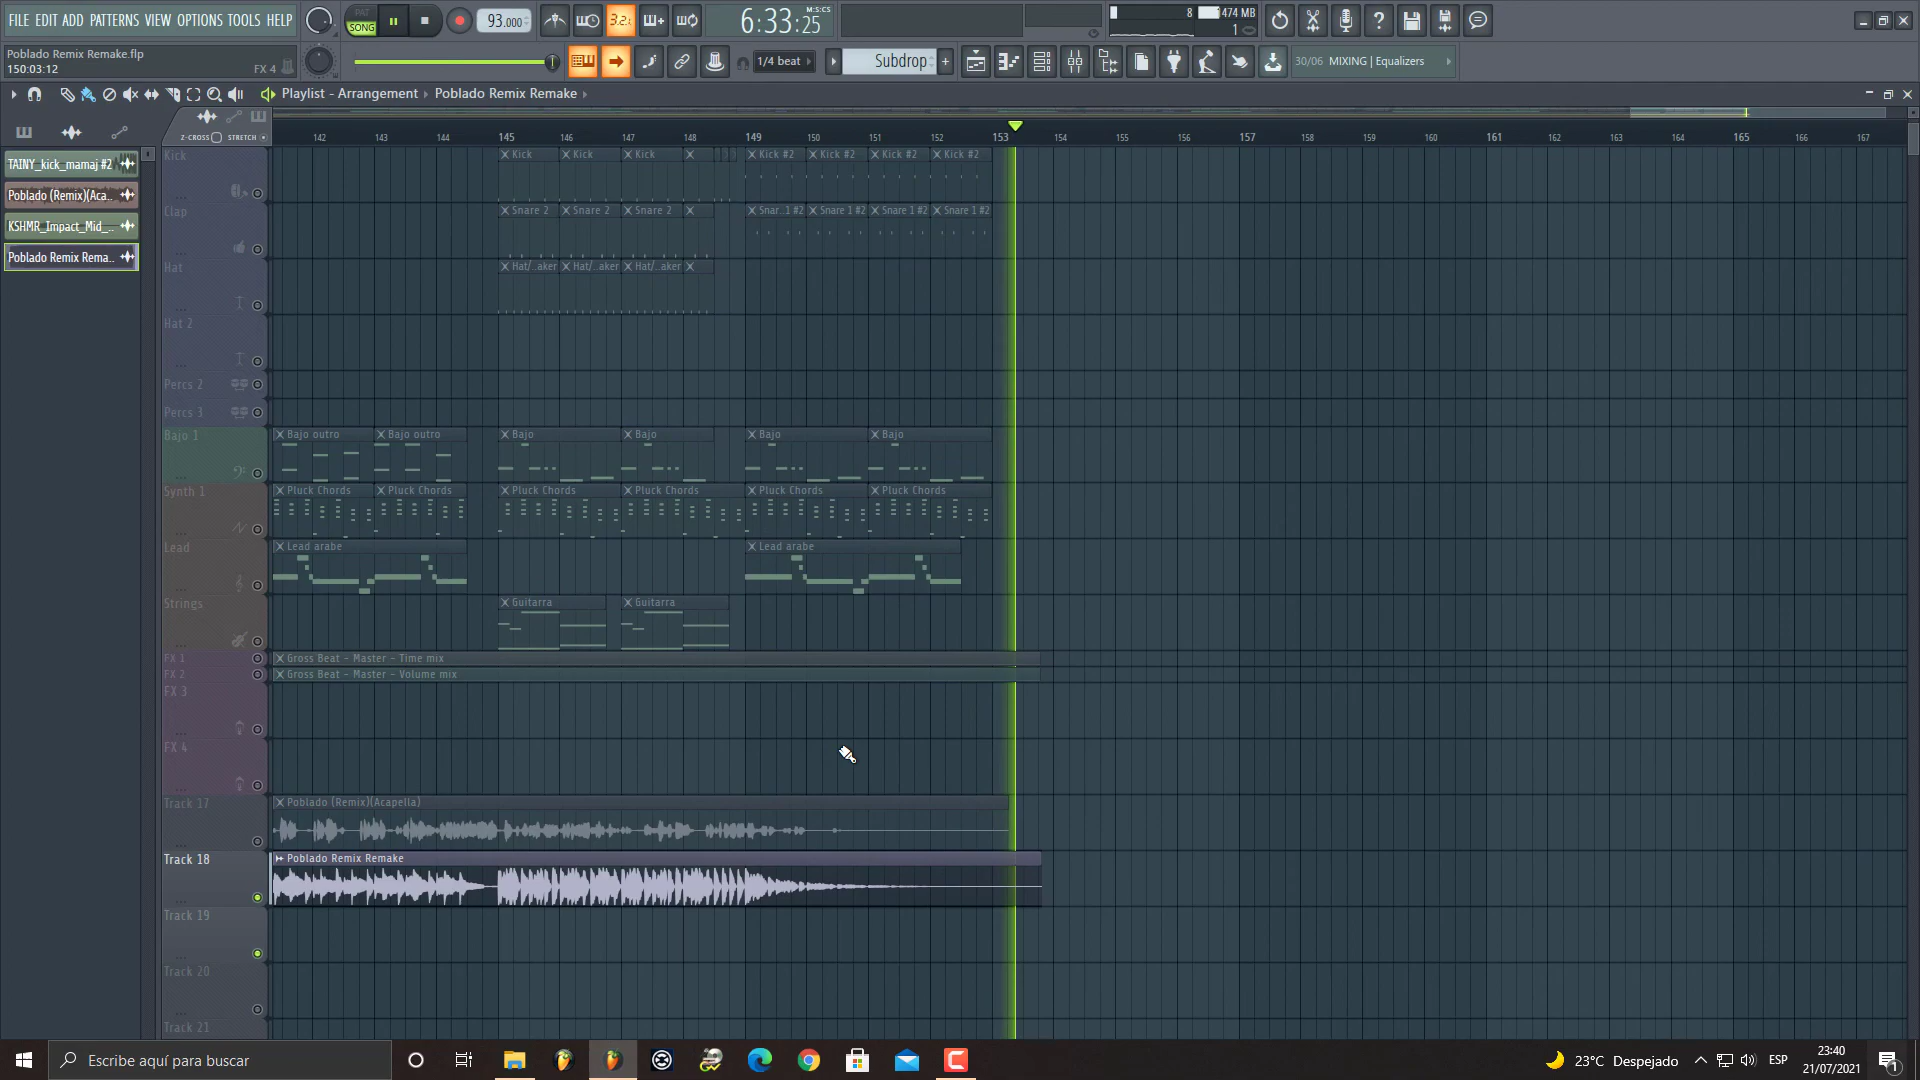 FILE EDIT ADD PATTERNS VIEW OPTIONS TOOLS HELP
PAT
SONG
93.000
3.2.
6:33:25
M:S:CS
8
474 MB
1
Poblado Remix Remake.flp
150:03:12
FX 4
1/4 beat
Subdrop
30/06 MIXING | Equalizers
Playlist - Arrangement
Poblado Remix Remake
Z-CROSS
STRETCH
142
143
144
145
146
147
148
149
150
151
152
153
154
155
156
157
158
159
160
161
162
163
164
165
166
167
TAINY_kick_mamaj #2
Poblado (Remix)(Aca..
KSHMR_Impact_Mid_..
Poblado Remix Rema..
Kick
Kick
Kick
Kick
Kick #2
Kick #2
Kick #2
Kick #2
Clap
Snare 2
Snare 2
Snare 2
Snar..1 #2
Snare 1 #2
Snare 1 #2
Snare 1 #2
Hat
Hat/..aker
Hat/..aker
Hat/..aker
Hat 2
Percs 2
Percs 3
Bajo 1
Bajo outro
Bajo outro
Bajo
Bajo
Bajo
Bajo
Synth 1
Pluck Chords
Pluck Chords
Pluck Chords
Pluck Chords
Pluck Chords
Pluck Chords
Lead
Lead arabe
Lead arabe
Strings
Guitarra
Guitarra
FX 1
Gross Beat - Master - Time mix
FX 2
Gross Beat - Master - Volume mix
FX 3
FX 4
Track 17
Poblado (Remix)(Acapella)
Track 18
Poblado Remix Remake
Track 19
Track 20
Track 21
Escribe aquí para buscar
23°C Despejado
ESP
23:40
21/07/2021
1